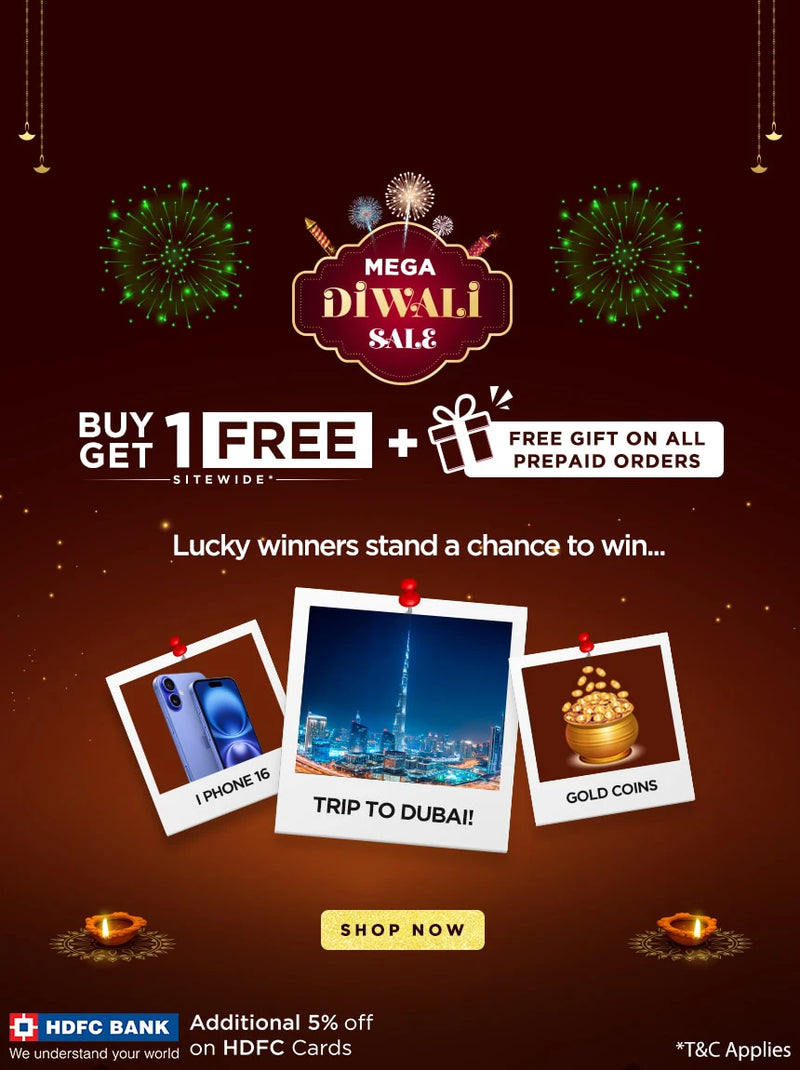 MEGA
DIWALI
SALE
BUY 1 FREE
GET
SITEWIDE*
+
FREE GIFT ON ALL
PREPAID ORDERS
Lucky winners stand a chance to win...
I PHONE 16
TRIP TO DUBAI!
GOLD COINS
SHOP NOW
HDFC BANK
We understand your world
Additional 5% off
on HDFC Cards
*T&C Applies